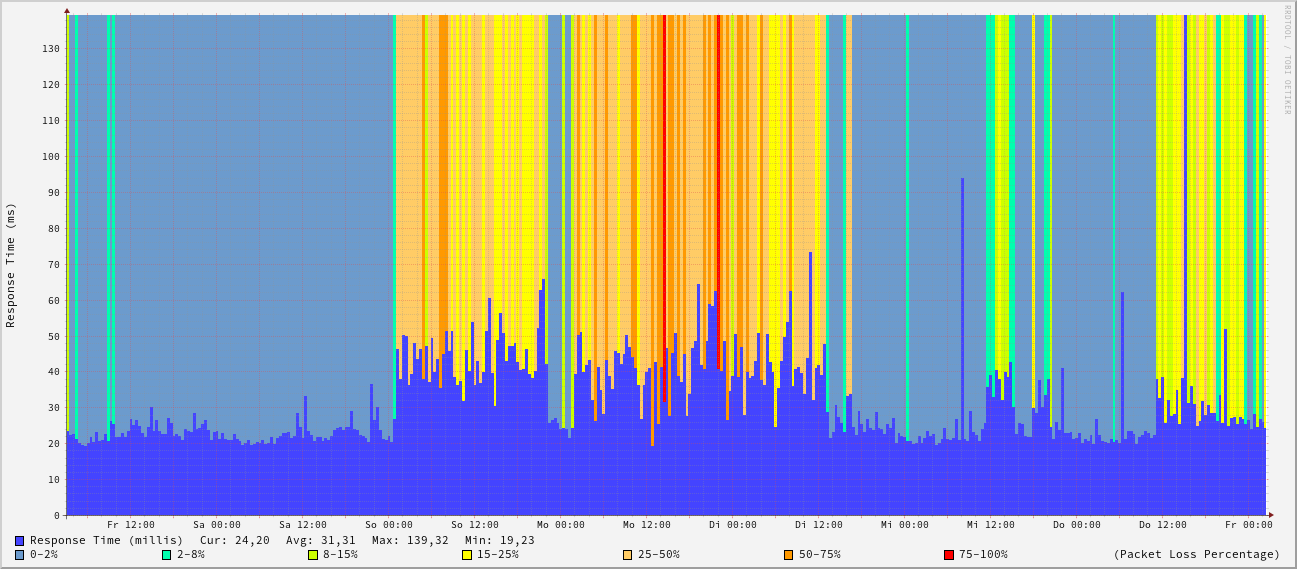 RRDTOOL / TOBI OETIKER
Response Time (ms)
130
120
110
100
90
80
70
60
50
40
30
20
10
0
Fr 12:00 Sa 00:00 Sa 12:00 So 00:00 So 12:00 Mo 00:00 Mo 12:00 Di 00:00 Di 12:00 Mi 00:00 Mi 12:00 Do 00:00 Do 12:00 Fr 00:00
Response Time (millis) Cur: 24,20 Avg: 31,31 Max: 139,32 Min: 19,23
0-2% 2-8% 8-15% 15-25% 25-50% 50-75% 75-100% (Packet Loss Percentage)